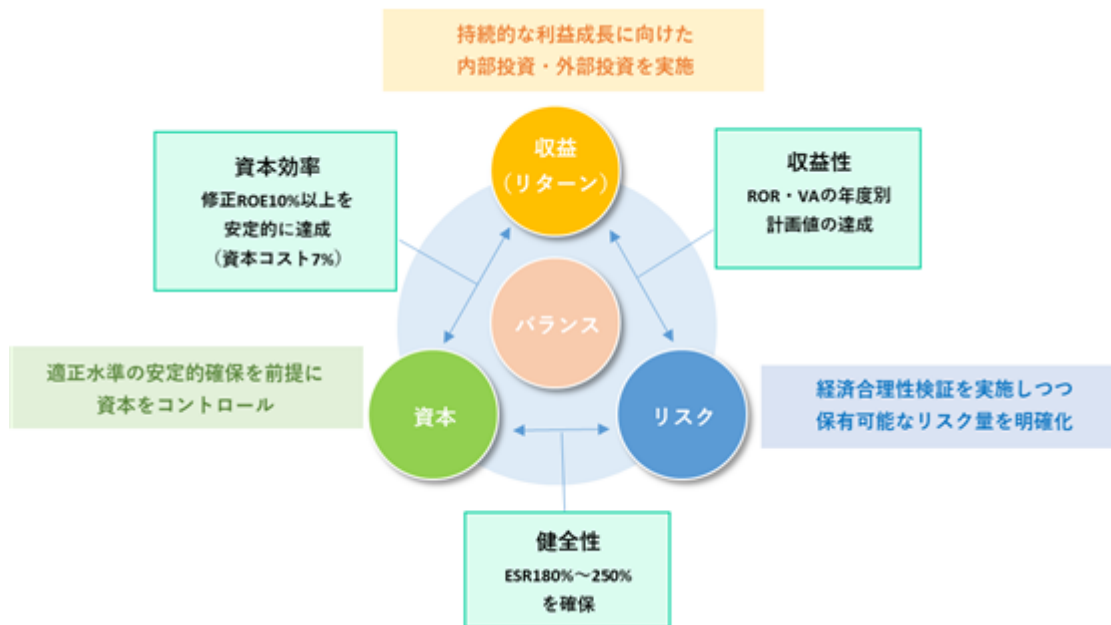 持続的な利益成長に向けた
内部投資・外部投資を実施
収益
（リターン）
資本効率
修正ROE10%以上を
安定的に達成
（資本コスト7%）
収益性
ROR・VAの年度別
計画値の達成
バランス
適正水準の安定的確保を前提に
資本をコントロール
資本
リスク
経済合理性検証を実施しつつ
保有可能なリスク量を明確化
健全性
ESR180%～250%
を確保